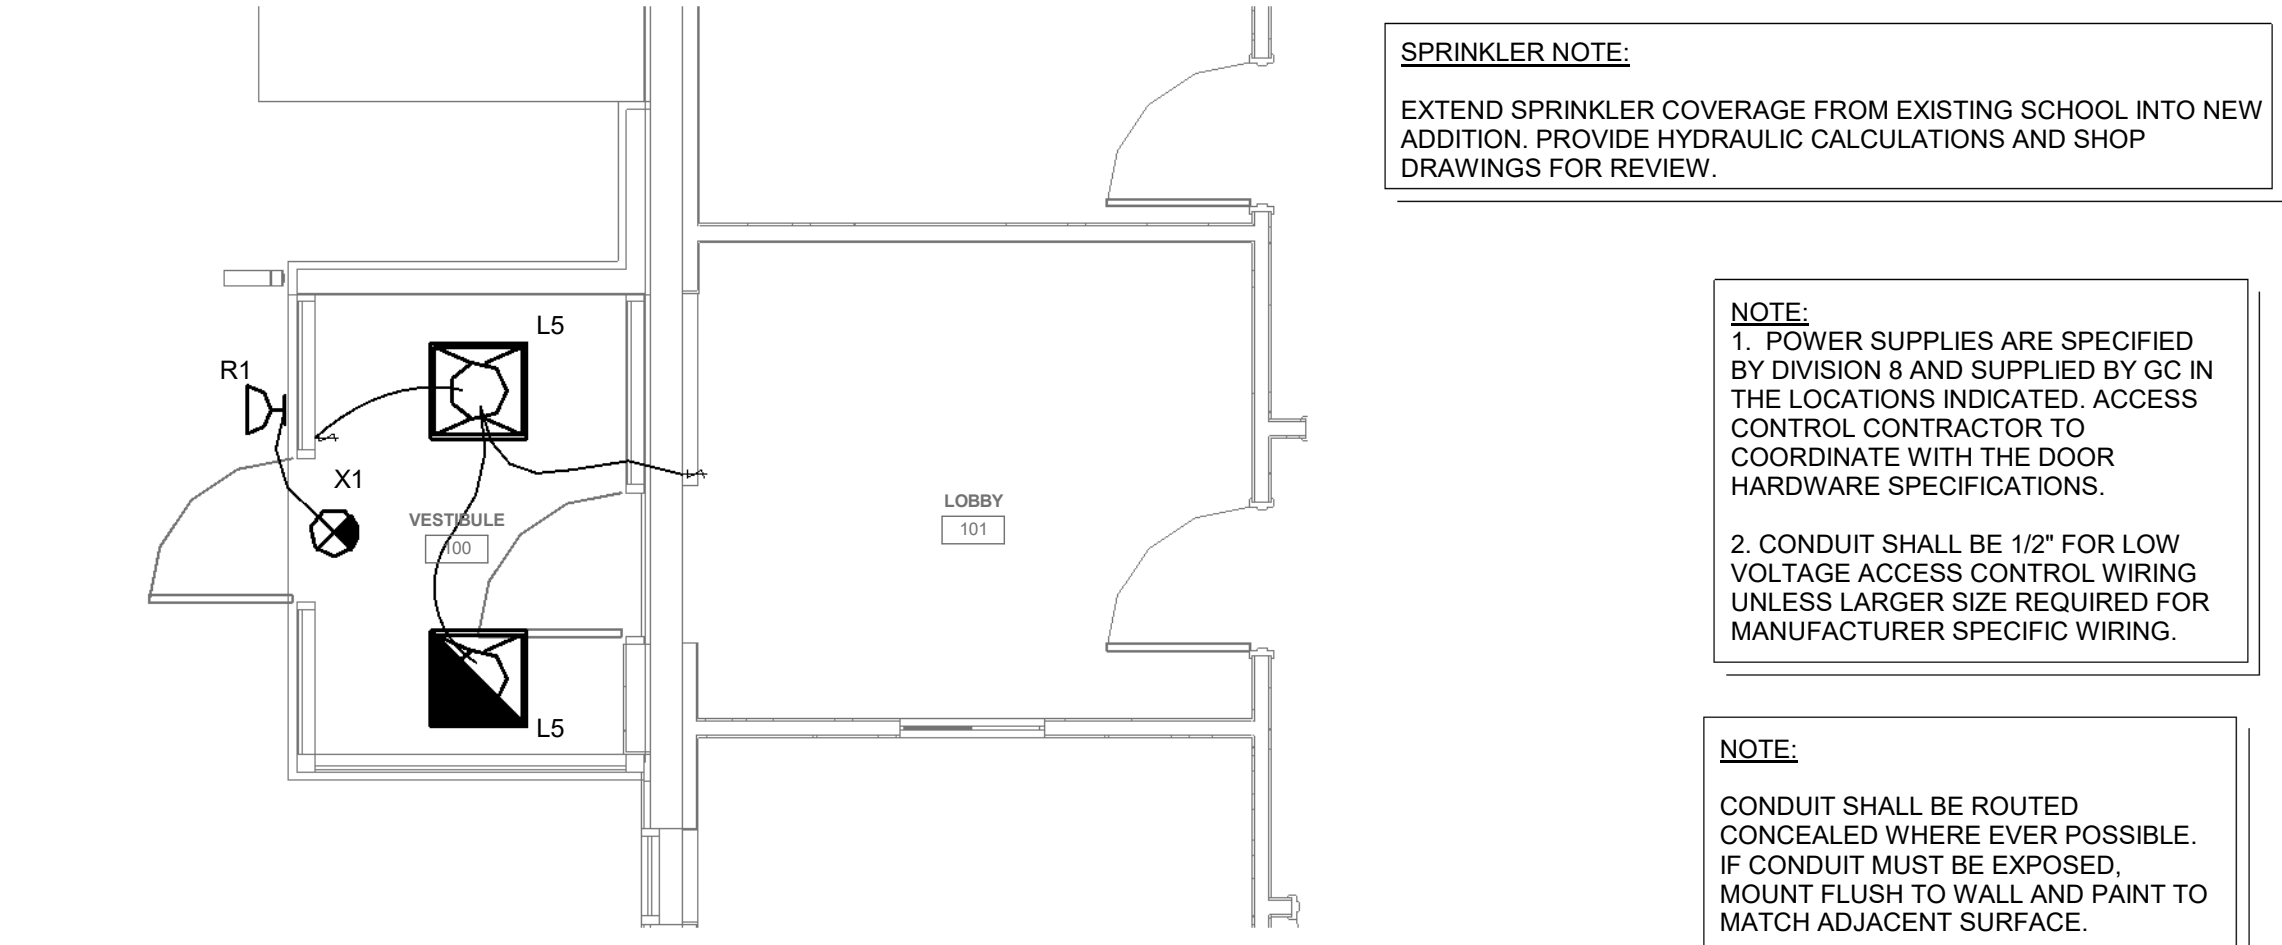 SPRINKLER NOTE:
EXTEND SPRINKLER COVERAGE FROM EXISTING SCHOOL INTO NEW
ADDITION. PROVIDE HYDRAULIC CALCULATIONS AND SHOP
DRAWINGS FOR REVIEW.
L5
R1
X1
VESTIBULE
100
LOBBY
101
L5
NOTE:
1. POWER SUPPLIES ARE SPECIFIED
BY DIVISION 8 AND SUPPLIED BY GC IN
THE LOCATIONS INDICATED. ACCESS
CONTROL CONTRACTOR TO
COORDINATE WITH THE DOOR
HARDWARE SPECIFICATIONS.
2. CONDUIT SHALL BE 1/2" FOR LOW
VOLTAGE ACCESS CONTROL WIRING
UNLESS LARGER SIZE REQUIRED FOR
MANUFACTURER SPECIFIC WIRING.
NOTE:
CONDUIT SHALL BE ROUTED
CONCEALED WHERE EVER POSSIBLE.
IF CONDUIT MUST BE EXPOSED,
MOUNT FLUSH TO WALL AND PAINT TO
MATCH ADJACENT SURFACE.